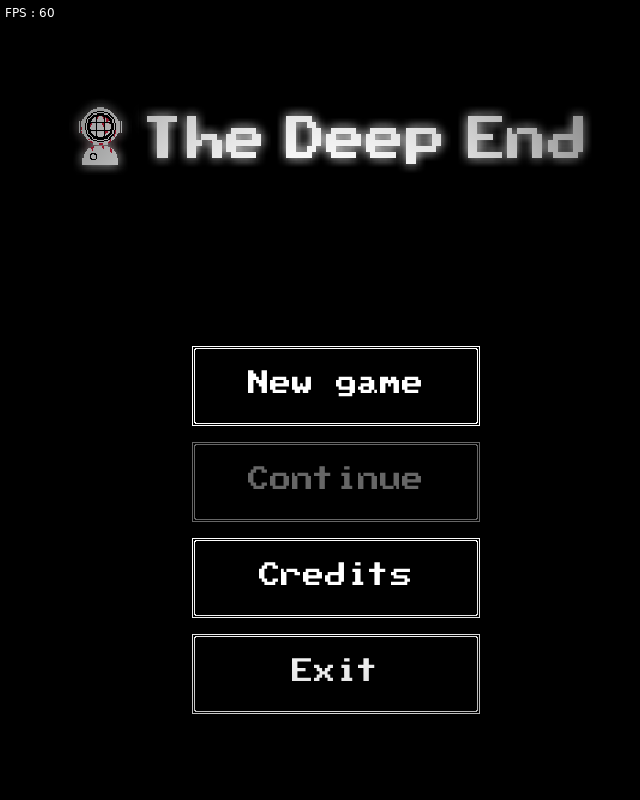 FPS : 60
The Deep End
New game
Continue
Credits
Exit